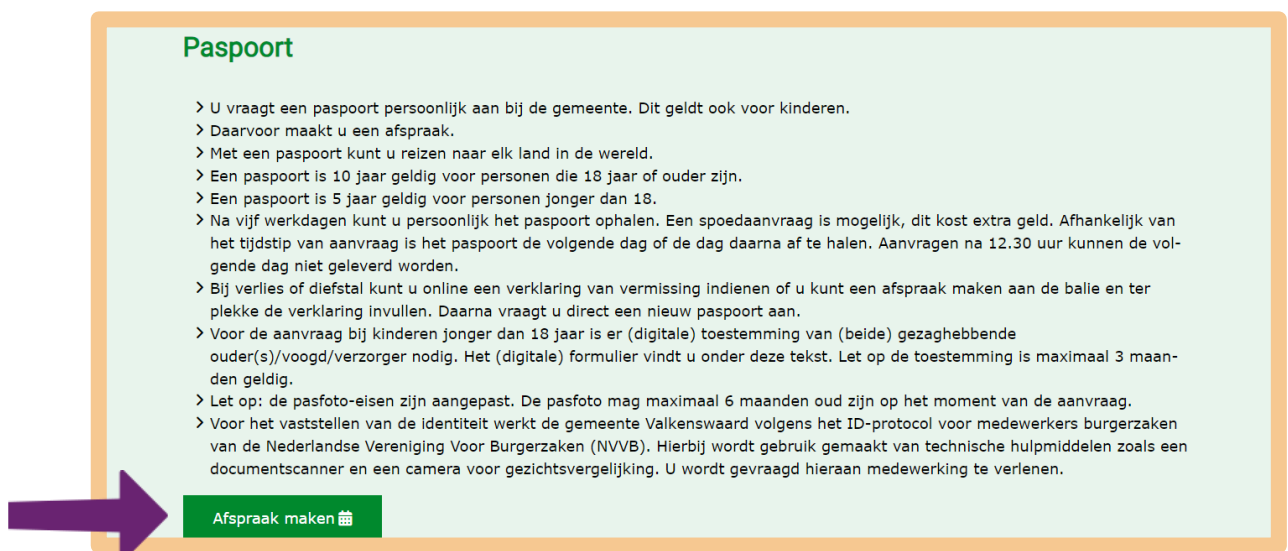 Paspoort
U vraagt een paspoort persoonlijk aan bij de gemeente. Dit geldt ook voor kinderen.
Daarvoor maakt u een afspraak.
Met een paspoort kunt u reizen naar elk land in de wereld.
Een paspoort is 10 jaar geldig voor personen die 18 jaar of ouder zijn.
Een paspoort is 5 jaar geldig voor personen jonger dan 18.
Na vijf werkdagen kunt u persoonlijk het paspoort ophalen. Een spoedaanvraag is mogelijk, dit kost extra geld. Afhankelijk van
het tijdstip van aanvraag is het paspoort de volgende dag of de dag daarna af te halen. Aanvragen na 12.30 uur kunnen de vol-
gende dag niet geleverd worden.
Bij verlies of diefstal kunt u online een verklaring van vermissing indienen of u kunt een afspraak maken aan de balie en ter
plekke de verklaring invullen. Daarna vraagt u direct een nieuw paspoort aan.
Voor de aanvraag bij kinderen jonger dan 18 jaar is er (digitale) toestemming van (beide) gezaghebbende
ouder(s)/voogd/verzorger nodig. Het (digitale) formulier vindt u onder deze tekst. Let op de toestemming is maximaal 3 maan-
den geldig.
Let op: de pasfoto-eisen zijn aangepast. De pasfoto mag maximaal 6 maanden oud zijn op het moment van de aanvraag.
Voor het vaststellen van de identiteit werkt de gemeente Valkenswaard volgens het ID-protocol voor medewerkers burgerzaken
van de Nederlandse Vereniging Voor Burgerzaken (NVVB). Hierbij wordt gebruik gemaakt van technische hulpmiddelen zoals een
documentscanner en een camera voor gezichtsvergelijking. U wordt gevraagd hieraan medewerking te verlenen.
Afspraak maken